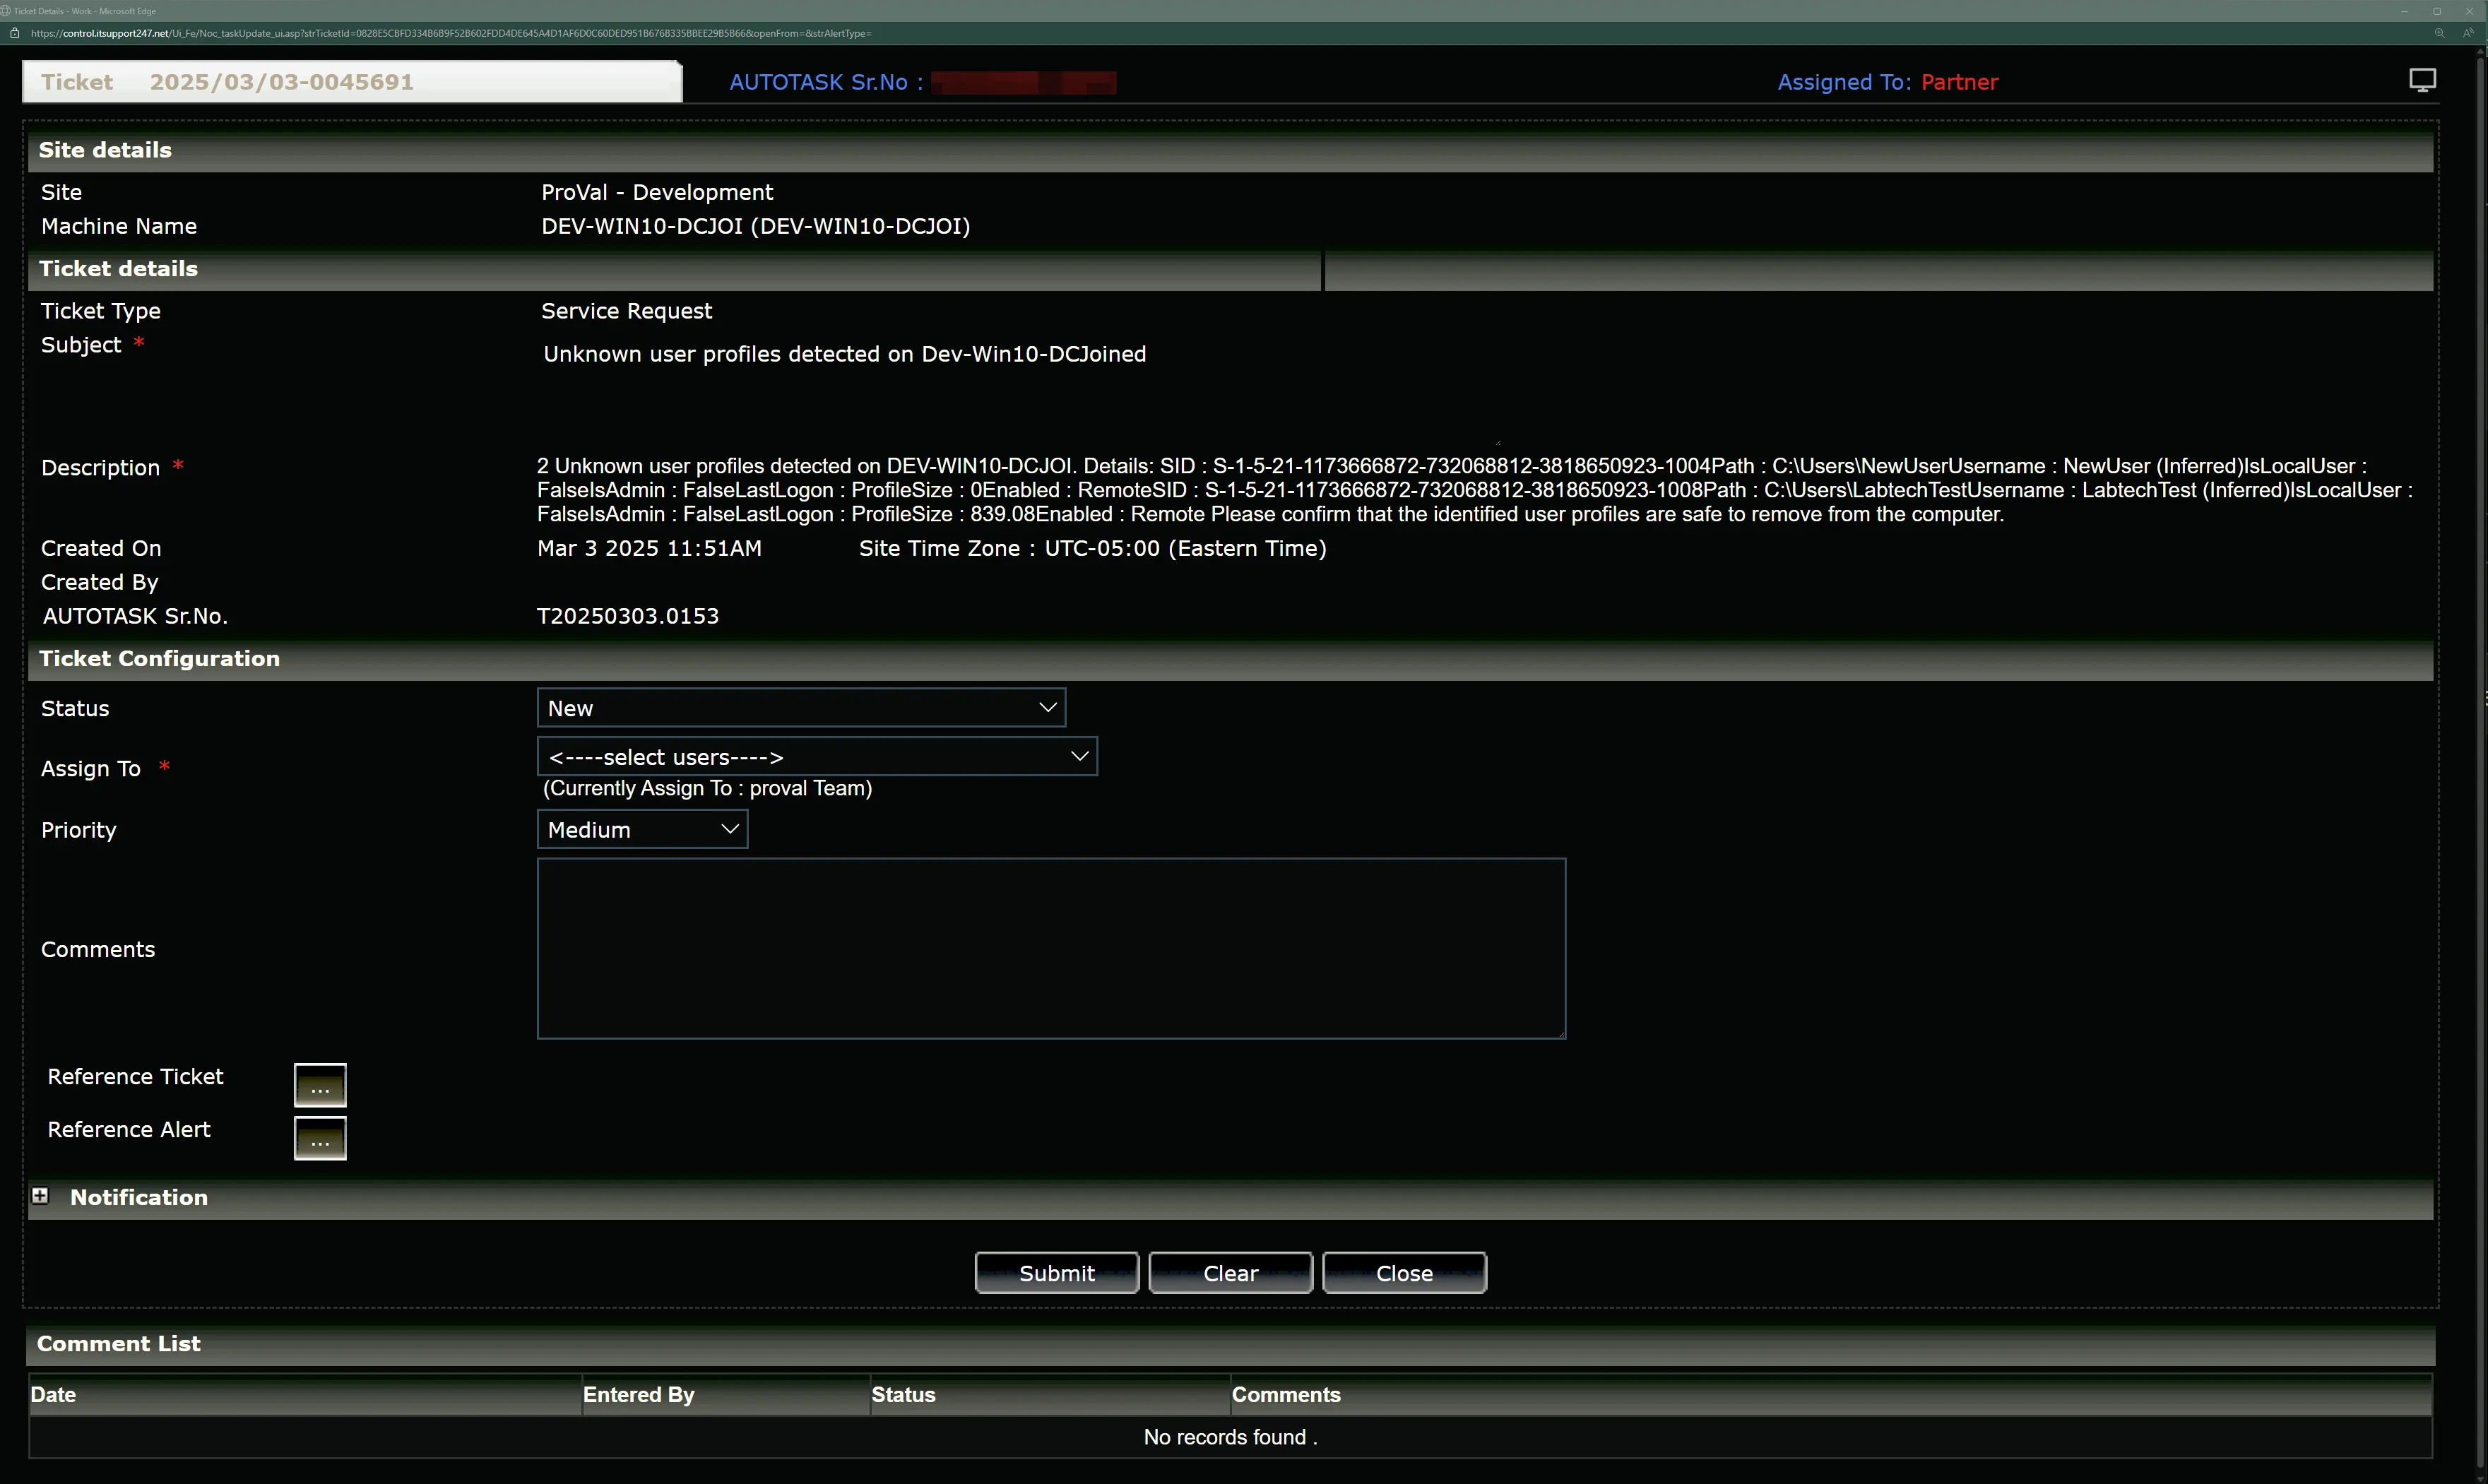 Ticket Details - Work - Microsoft Edge
https://control.itsupport247.net/Ui_Fe/Noc_taskUpdate_ui.asp?strTicketId=0828E5CBFD334B6B9F52B602FDD4DE645A4D1AF6D0C60DED951B676B335BBEE29B5B66&openFrom=&strAlertType=
Ticket 2025/03/03-0045691
AUTOTASK Sr.No :
Assigned To: Partner
Site details
Site ProVal - Development
Machine Name DEV-WIN10-DCJOI (DEV-WIN10-DCJOI)
Ticket details
Ticket Type Service Request
Subject * Unknown user profiles detected on Dev-Win10-DCJoined
Description * 2 Unknown user profiles detected on DEV-WIN10-DCJOI. Details: SID : S-1-5-21-1173666872-732068812-3818650923-1004Path : C:\Users\NewUserUsername : NewUser (Inferred)IsLocalUser :
FalseIsAdmin : FalseLastLogon : ProfileSize : 0Enabled : RemoteSID : S-1-5-21-1173666872-732068812-3818650923-1008Path : C:\Users\LabtechTestUsername : LabtechTest (Inferred)IsLocalUser :
FalseIsAdmin : FalseLastLogon : ProfileSize : 839.08Enabled : Remote Please confirm that the identified user profiles are safe to remove from the computer.
Created On Mar 3 2025 11:51AM Site Time Zone : UTC-05:00 (Eastern Time)
Created By
AUTOTASK Sr.No. T20250303.0153
Ticket Configuration
Status New
Assign To * <----select users---->
(Currently Assign To : proval Team)
Priority Medium
Comments
Reference Ticket ...
Reference Alert ...
Notification
Submit Clear Close
Comment List
Date Entered By Status Comments
No records found .